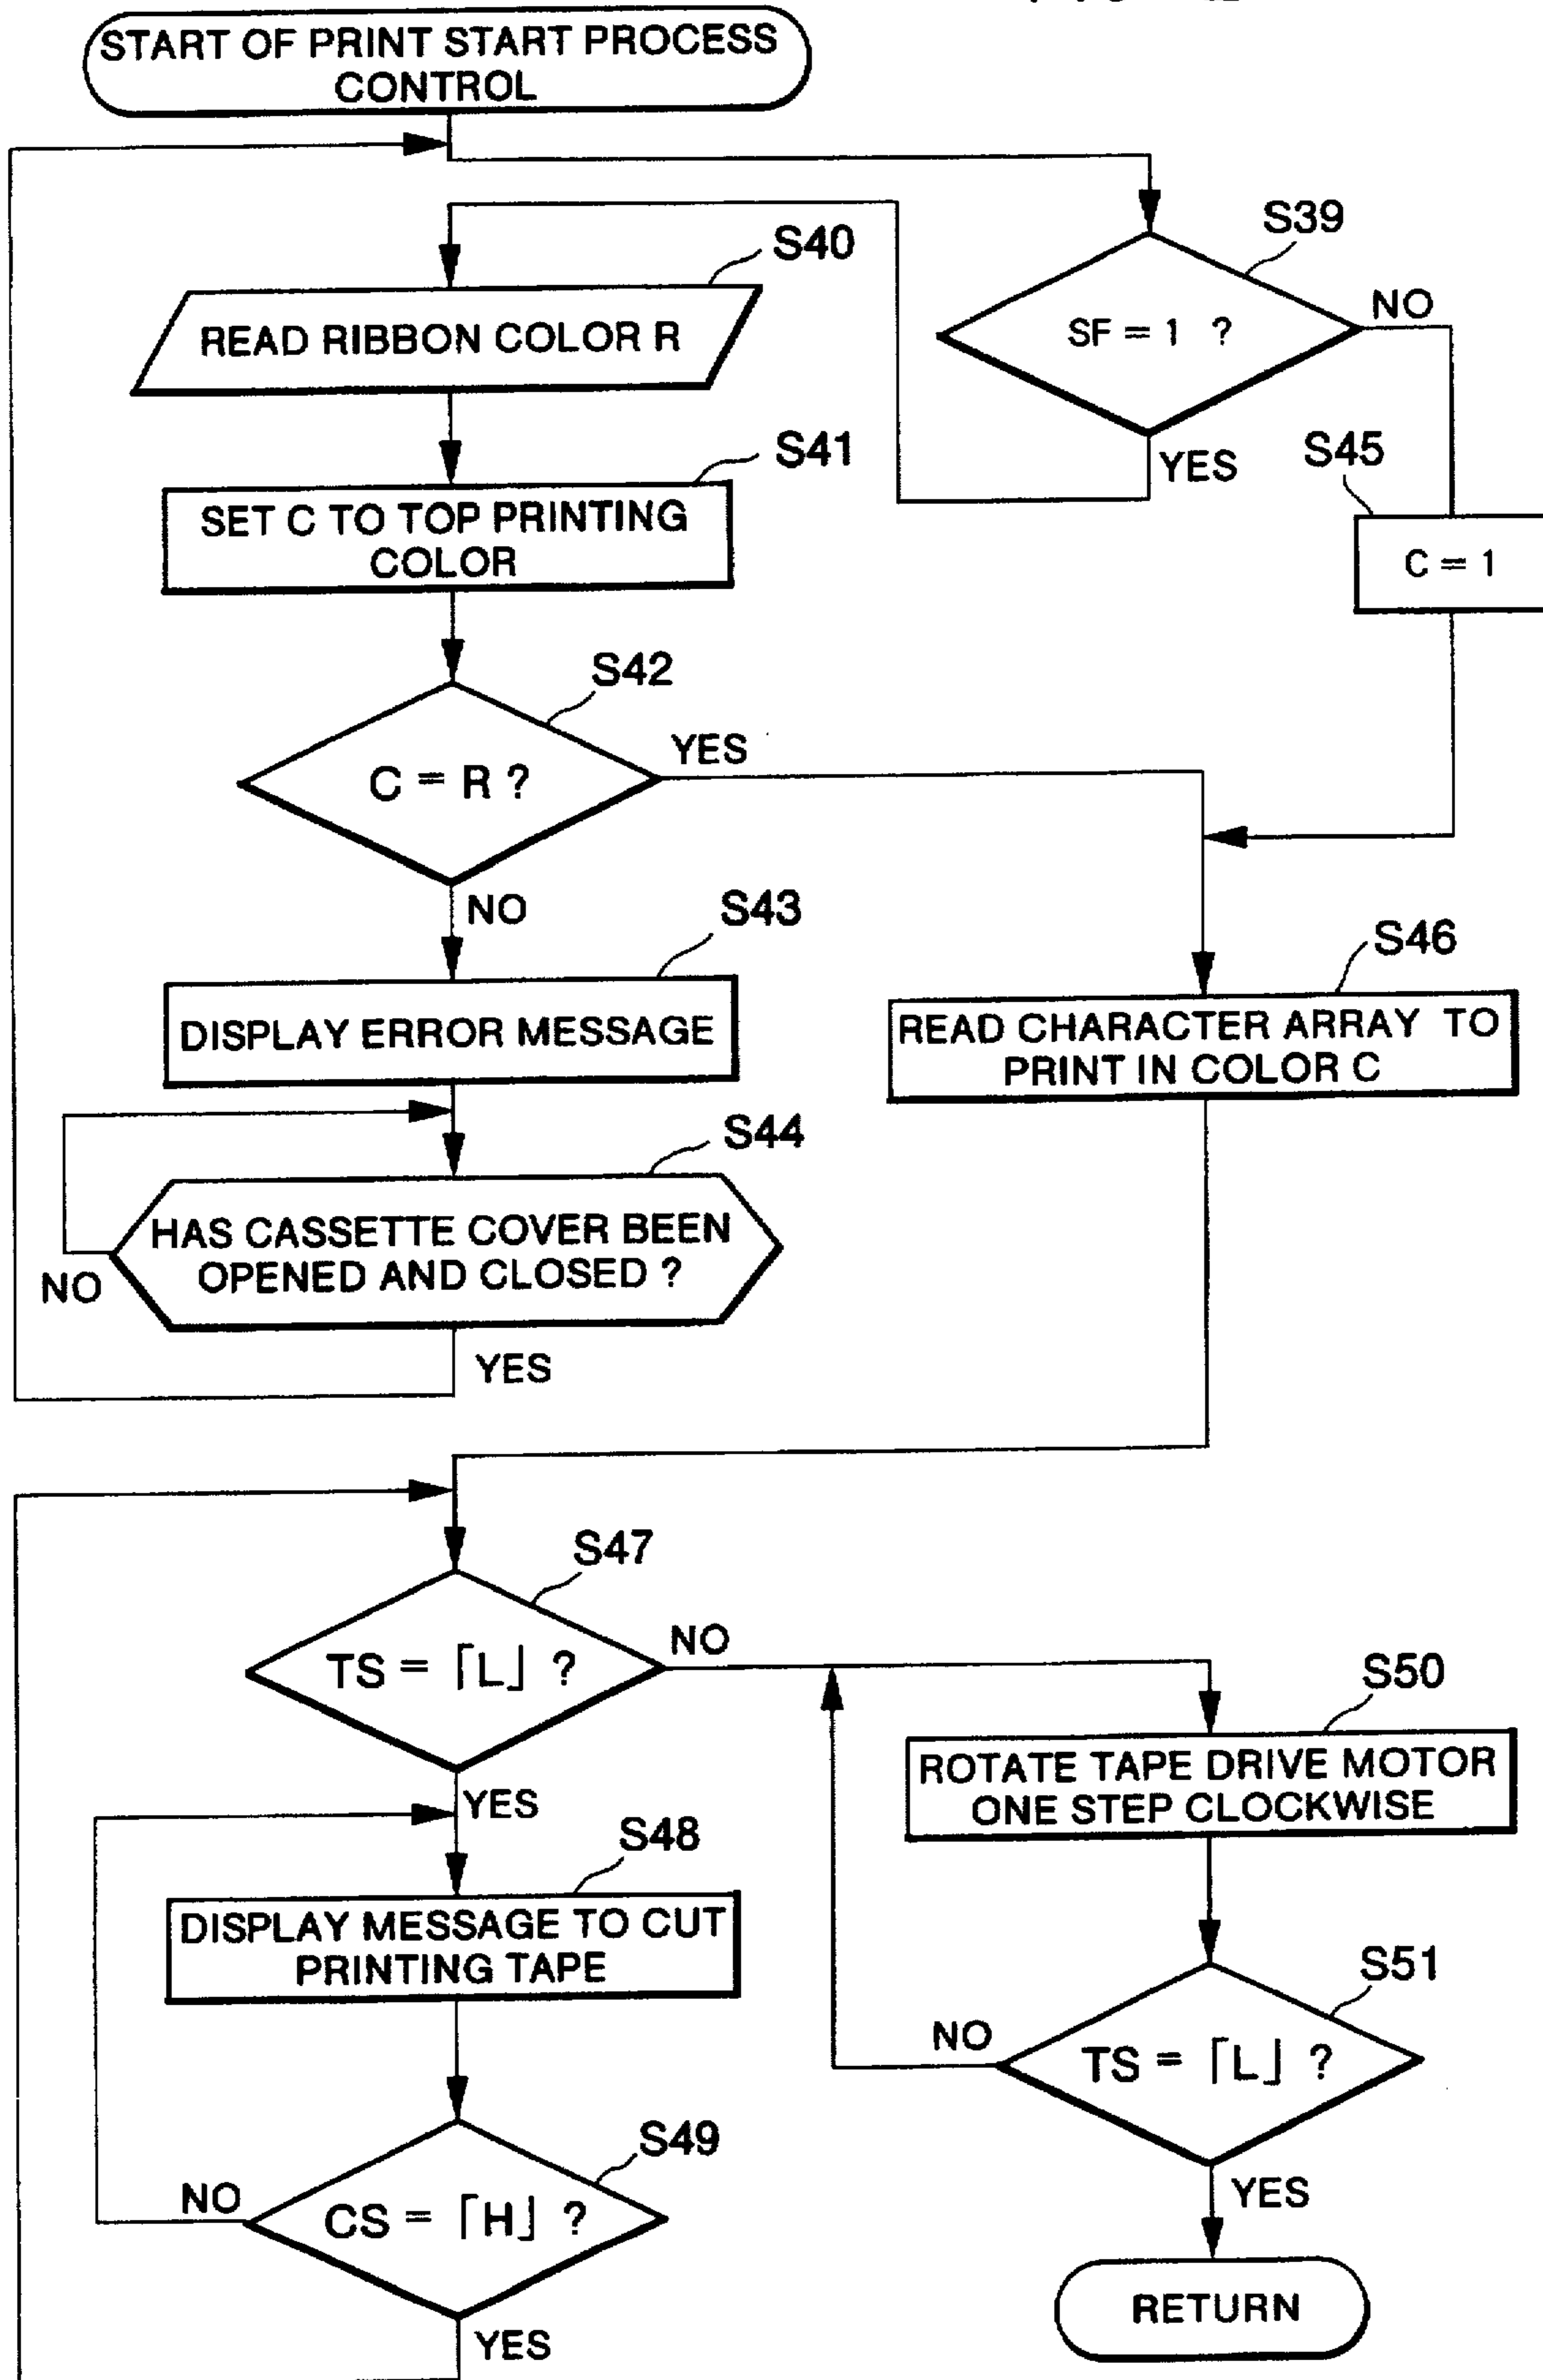 START OF PRINT START PROCESS
CONTROL
S39
SF = 1 ?
NO
YES
S40
READ RIBBON COLOR R
S41
SET C TO TOP PRINTING
COLOR
S45
C = 1
S42
C = R ?
YES
NO
S43
DISPLAY ERROR MESSAGE
S46
READ CHARACTER ARRAY TO
PRINT IN COLOR C
S44
HAS CASSETTE COVER BEEN
OPENED AND CLOSED ?
NO
YES
S47
TS = ⌈L⌋ ?
NO
YES
S50
ROTATE TAPE DRIVE MOTOR
ONE STEP CLOCKWISE
S48
DISPLAY MESSAGE TO CUT
PRINTING TAPE
S51
TS = ⌈L⌋ ?
NO
YES
S49
CS = ⌈H⌋ ?
NO
YES
RETURN